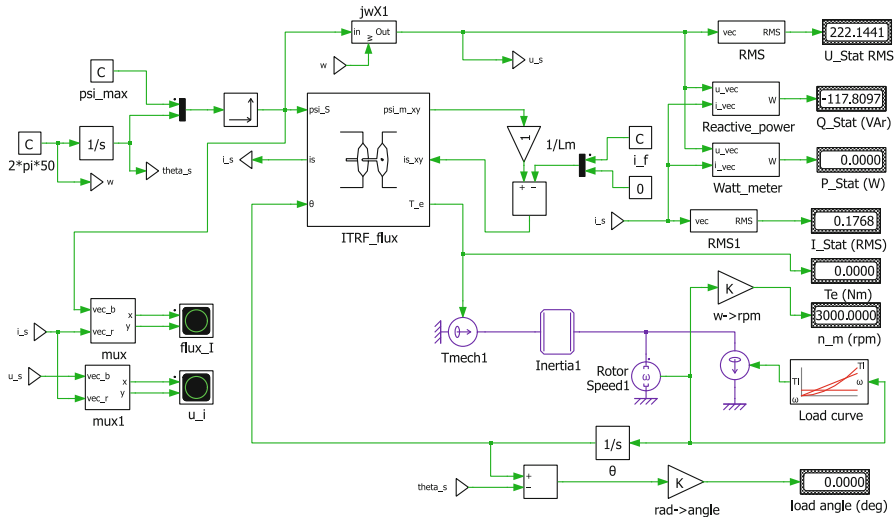 jwX1
in
Out
w
vec
RMS
RMS
222.1441
U_Stat RMS
C
psi_max
u_s
psi_S
psi_m_xy
1
1/Lm
C
i_f
0
u_vec
i_vec
W
Reactive_power
-117.8097
Q_Stat (VAr)
C
2*pi*50
1/s
theta_s
w
i_s
is
is_xy
u_vec
i_vec
W
Watt_meter
0.0000
P_Stat (W)
+
−
θ
T_e
ITRF_flux
i_s
vec
RMS
RMS1
0.1768
I_Stat (RMS)
0.0000
Te (Nm)
K
w->rpm
3000.0000
n_m (rpm)
i_s
vec_b
vec_r
x
y
mux
flux_I
u_s
vec_b
vec_r
x
y
mux1
u_i
Tmech1
Inertia1
Rotor
Speed1
ω
Tl
ω
Tl
ω
Load curve
1/s
θ
theta_s
+
−
K
rad->angle
0.0000
load angle (deg)